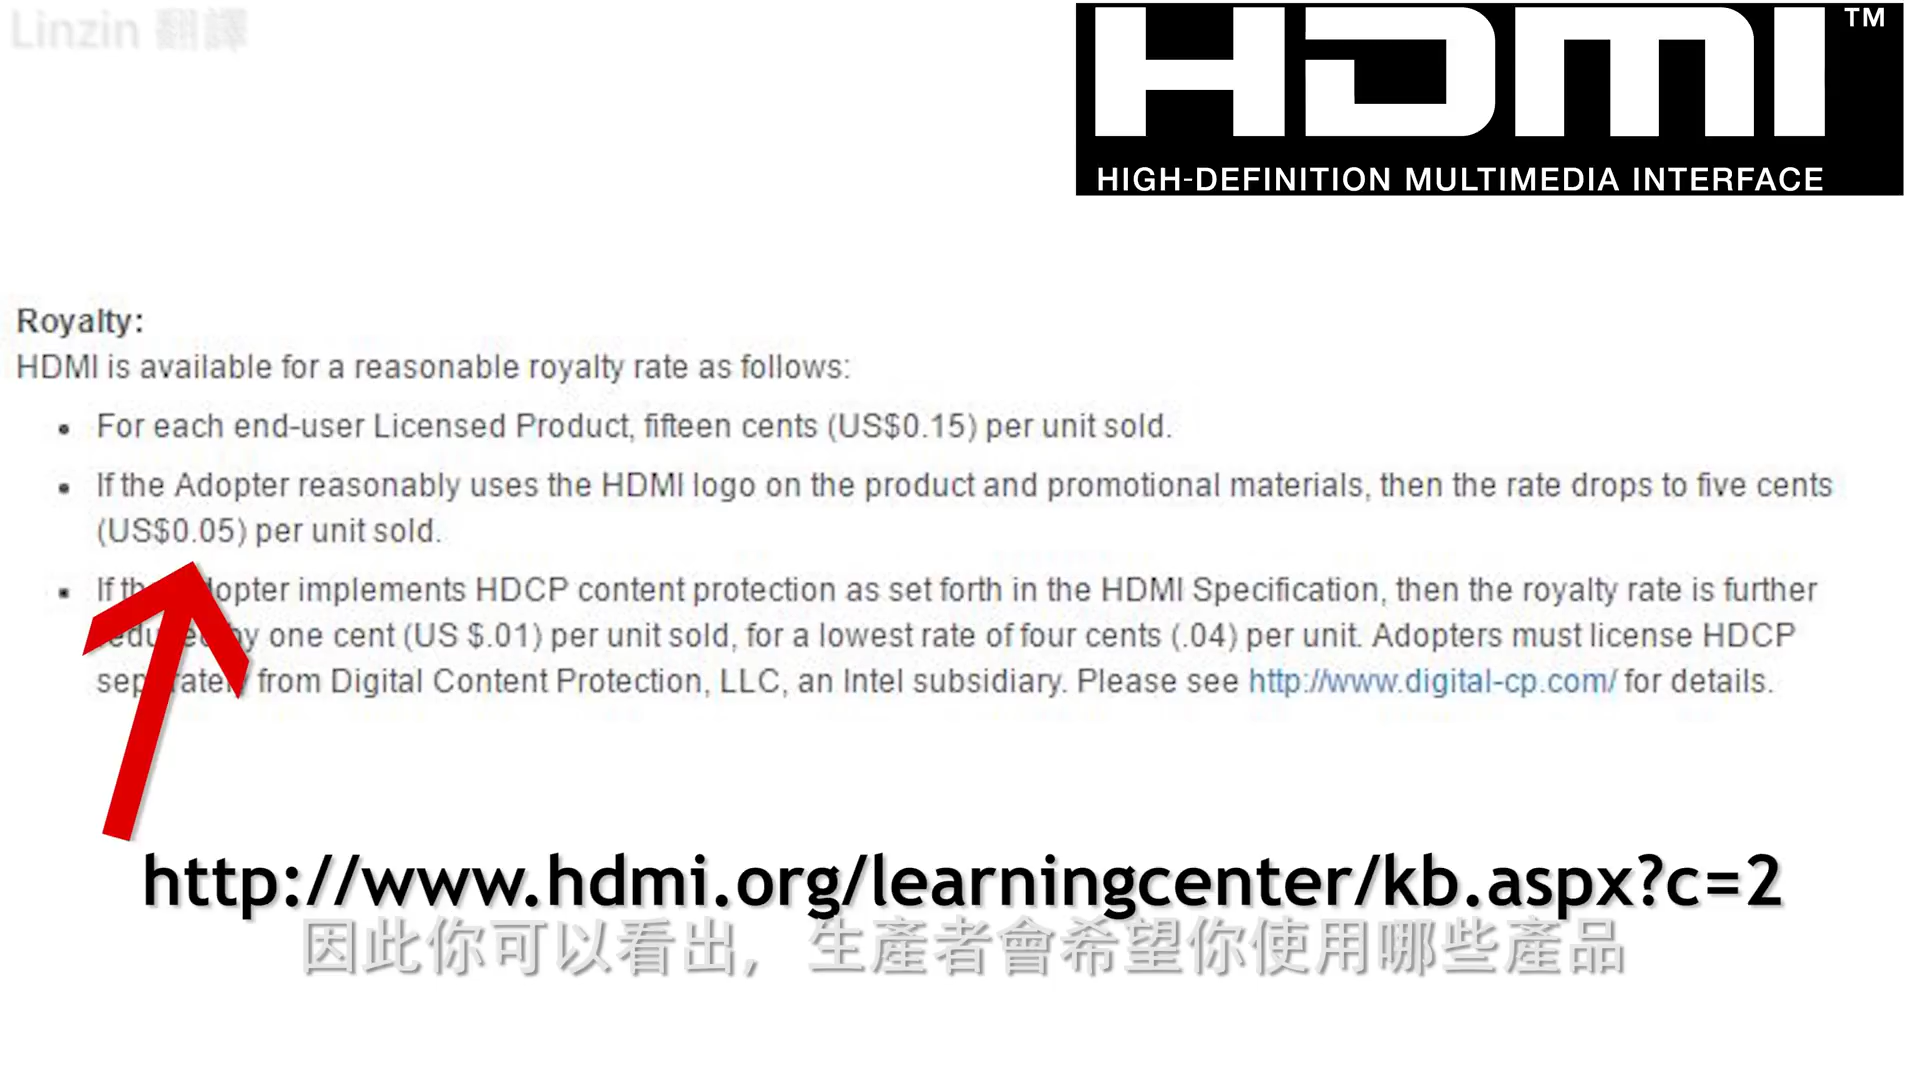 Linzin 翻譯
HDMI™
HIGH-DEFINITION MULTIMEDIA INTERFACE
Royalty:
HDMI is available for a reasonable royalty rate as follows:
• For each end-user Licensed Product, fifteen cents (US$0.15) per unit sold.
• If the Adopter reasonably uses the HDMI logo on the product and promotional materials, then the rate drops to five cents
(US$0.05) per unit sold.
• If the Adopter implements HDCP content protection as set forth in the HDMI Specification, then the royalty rate is further
reduced by one cent (US $.01) per unit sold, for a lowest rate of four cents (.04) per unit. Adopters must license HDCP
separately from Digital Content Protection, LLC, an Intel subsidiary. Please see http://www.digital-cp.com/ for details.
http://www.hdmi.org/learningcenter/kb.aspx?c=2
因此你可以看出，生產者會希望你使用哪些產品